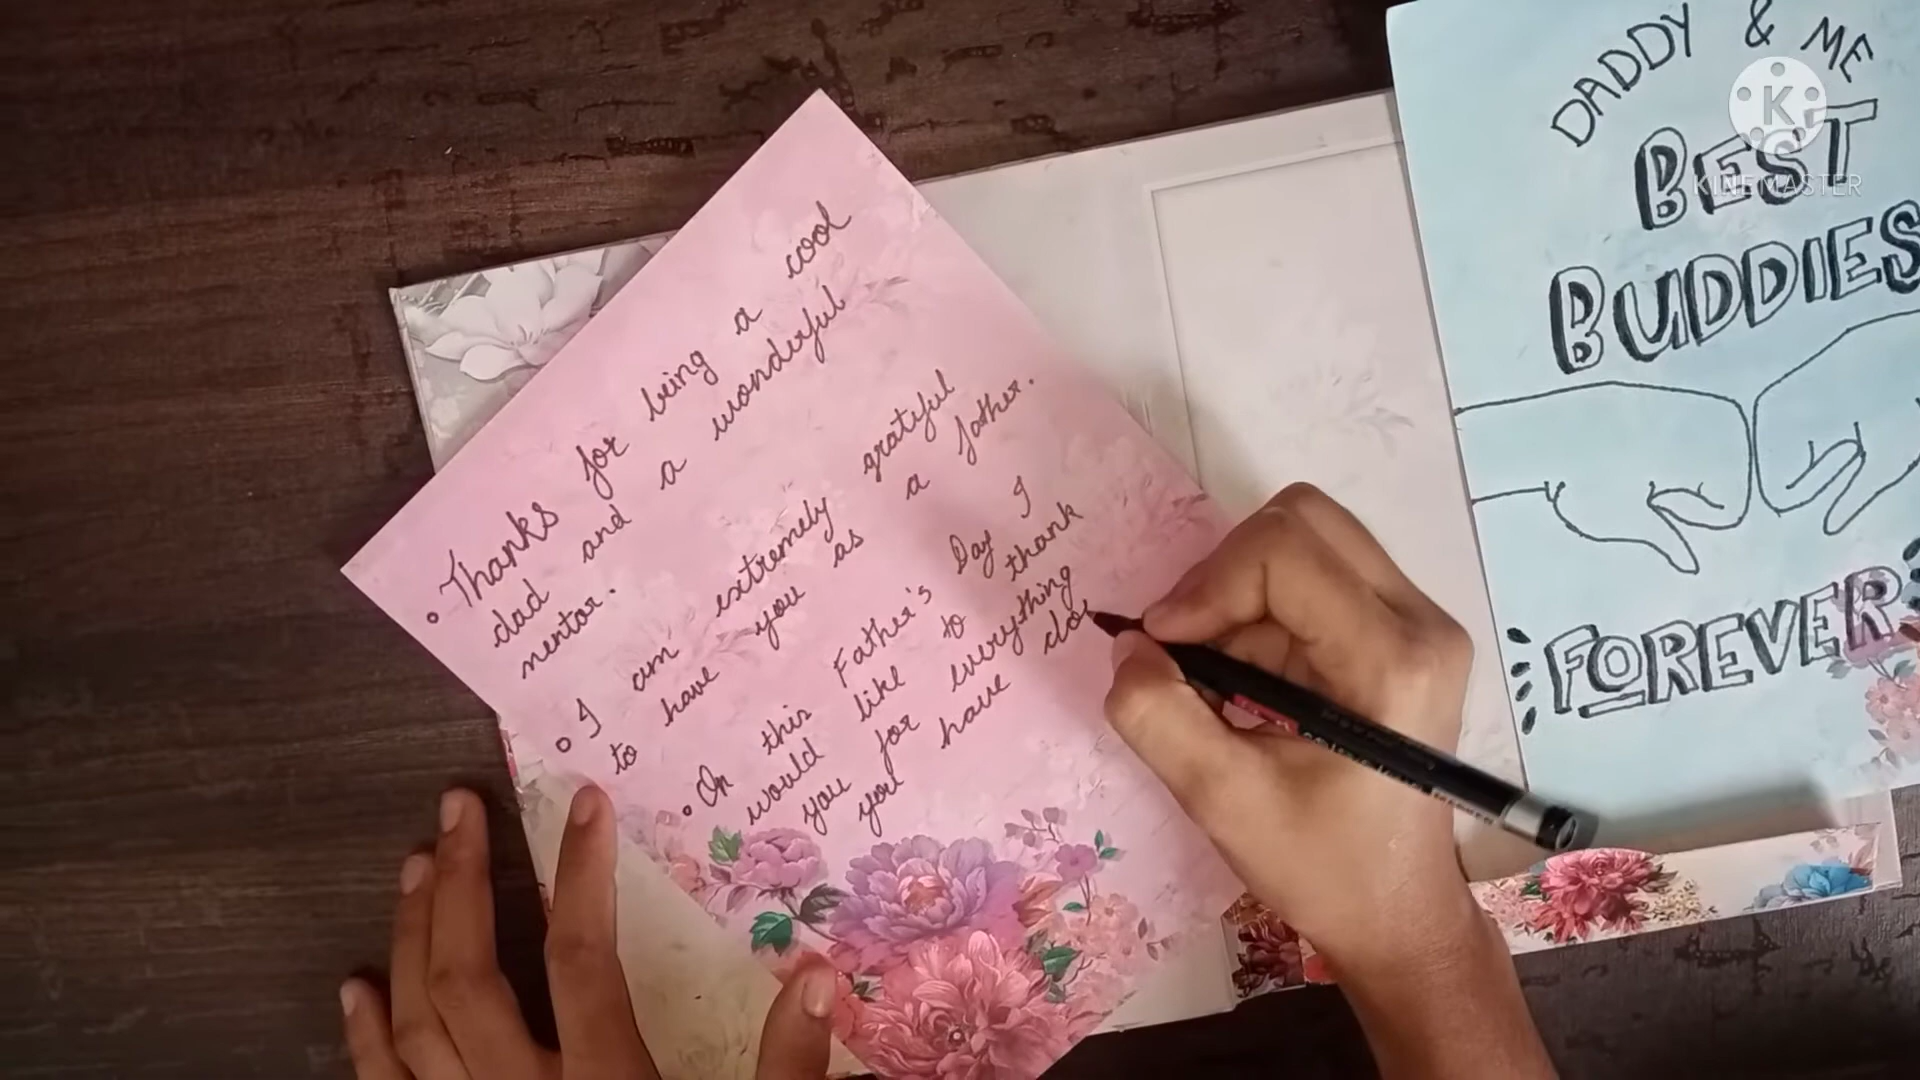 Thanks for being a cool
dad and a wonderful
mentor.
I am extremely grateful
to have you as a father.
On this Father's Day I
would like to thank
you for everything
you have do
DADDY & ME
BEST
BUDDIES
FOREVER
K
KINEMASTER